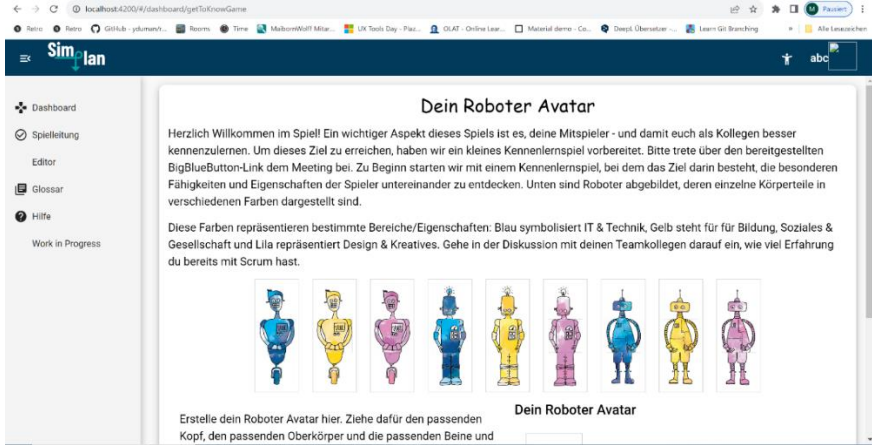 localhost:4200/#/dashboard/getToKnowGame
Pausiert
Retro
Retro
GitHub - yduman/r...
Rooms
Time
MaibornWolff Mitar...
UX Tools Day - Plaz...
OLAT - Online Lear...
Material demo - Co...
DeepL Übersetzer -...
Learn Git Branching
»
Alle Lesezeichen
Simplan
abc
Dashboard
Spielleitung
Editor
Glossar
Hilfe
Work in Progress
Dein Roboter Avatar
Herzlich Willkommen im Spiel! Ein wichtiger Aspekt dieses Spiels ist es, deine Mitspieler - und damit euch als Kollegen besser
kennenzulernen. Um dieses Ziel zu erreichen, haben wir ein kleines Kennenlernspiel vorbereitet. Bitte trete über den bereitgestellten
BigBlueButton-Link dem Meeting bei. Zu Beginn starten wir mit einem Kennenlernspiel, bei dem das Ziel darin besteht, die besonderen
Fähigkeiten und Eigenschaften der Spieler untereinander zu entdecken. Unten sind Roboter abgebildet, deren einzelne Körperteile in
verschiedenen Farben dargestellt sind.
Diese Farben repräsentieren bestimmte Bereiche/Eigenschaften: Blau symbolisiert IT & Technik, Gelb steht für für Bildung, Soziales &
Gesellschaft und Lila repräsentiert Design & Kreatives. Gehe in der Diskussion mit deinen Teamkollegen darauf ein, wie viel Erfahrung
du bereits mit Scrum hast.
Erstelle dein Roboter Avatar hier. Ziehe dafür den passenden
Kopf, den passenden Oberkörper und die passenden Beine und
Dein Roboter Avatar